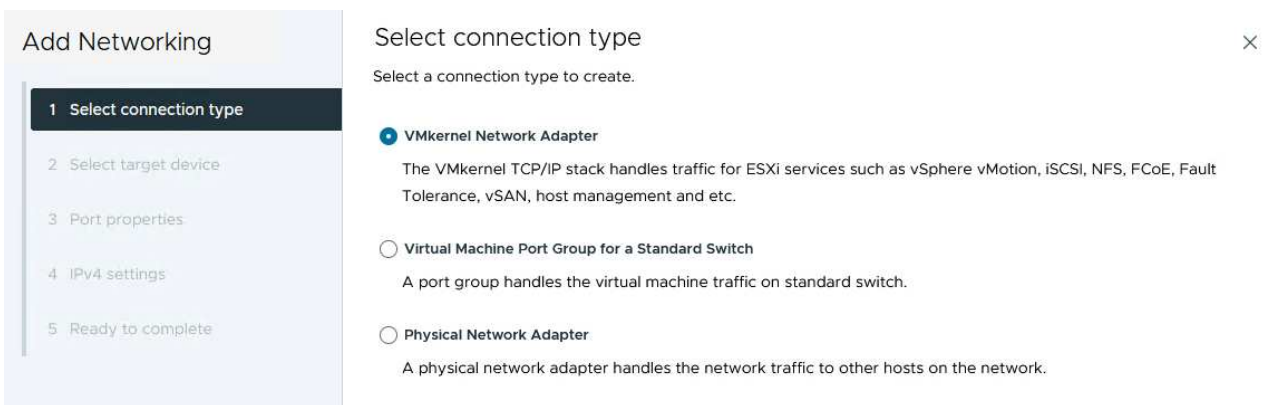 Add Networking
1 Select connection type
2 Select target device
3 Port properties
4 IPv4 settings
5 Ready to complete
Select connection type
Select a connection type to create.
VMkernel Network Adapter
The VMkernel TCP/IP stack handles traffic for ESXi services such as vSphere vMotion, iSCSI, NFS, FCoE, Fault
Tolerance, vSAN, host management and etc.
Virtual Machine Port Group for a Standard Switch
A port group handles the virtual machine traffic on standard switch.
Physical Network Adapter
A physical network adapter handles the network traffic to other hosts on the network.